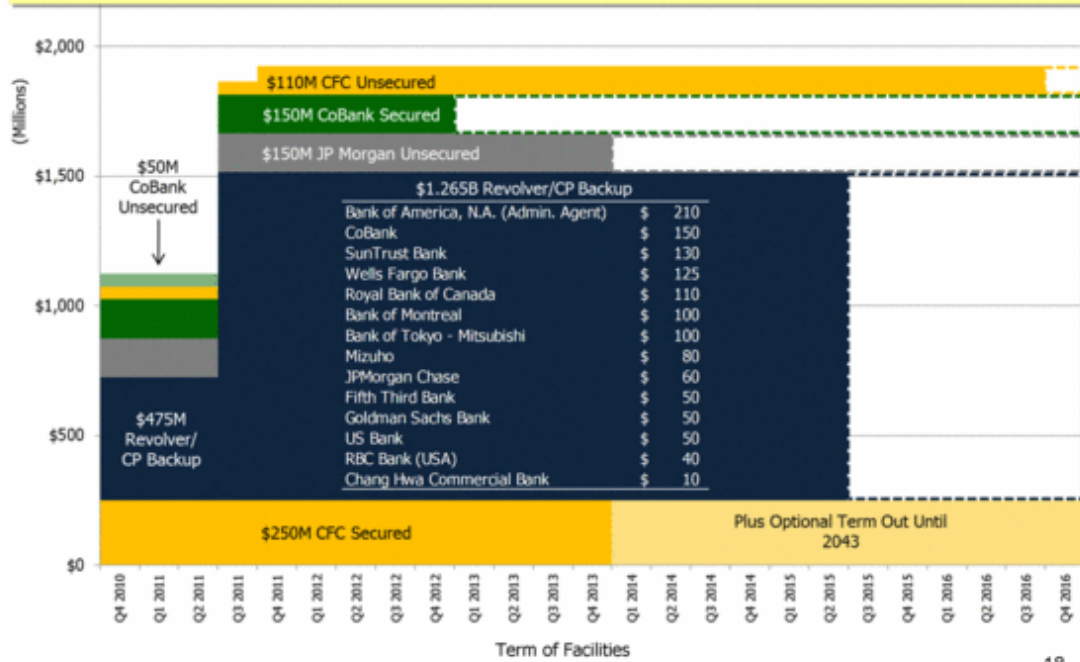 $2,000
$1,500
$1,000
$500
$0
(Millions)
$110M CFC Unsecured
$150M CoBank Secured
$150M JP Morgan Unsecured
$50M
CoBank
Unsecured
$475M
Revolver/
CP Backup
$1.265B Revolver/CP Backup
Bank of America, N.A. (Admin. Agent) $ 210
CoBank $ 150
SunTrust Bank $ 130
Wells Fargo Bank $ 125
Royal Bank of Canada $ 110
Bank of Montreal $ 100
Bank of Tokyo - Mitsubishi $ 100
Mizuho $ 80
JPMorgan Chase $ 60
Fifth Third Bank $ 50
Goldman Sachs Bank $ 50
US Bank $ 50
RBC Bank (USA) $ 40
Chang Hwa Commercial Bank $ 10
$250M CFC Secured
Plus Optional Term Out Until
2043
Q4 2010
Q1 2011
Q2 2011
Q3 2011
Q4 2011
Q1 2012
Q2 2012
Q3 2012
Q4 2012
Q1 2013
Q2 2013
Q3 2013
Q4 2013
Q1 2014
Q2 2014
Q3 2014
Q4 2014
Q1 2015
Q2 2015
Q3 2015
Q4 2015
Q1 2016
Q2 2016
Q3 2016
Q4 2016
Term of Facilities